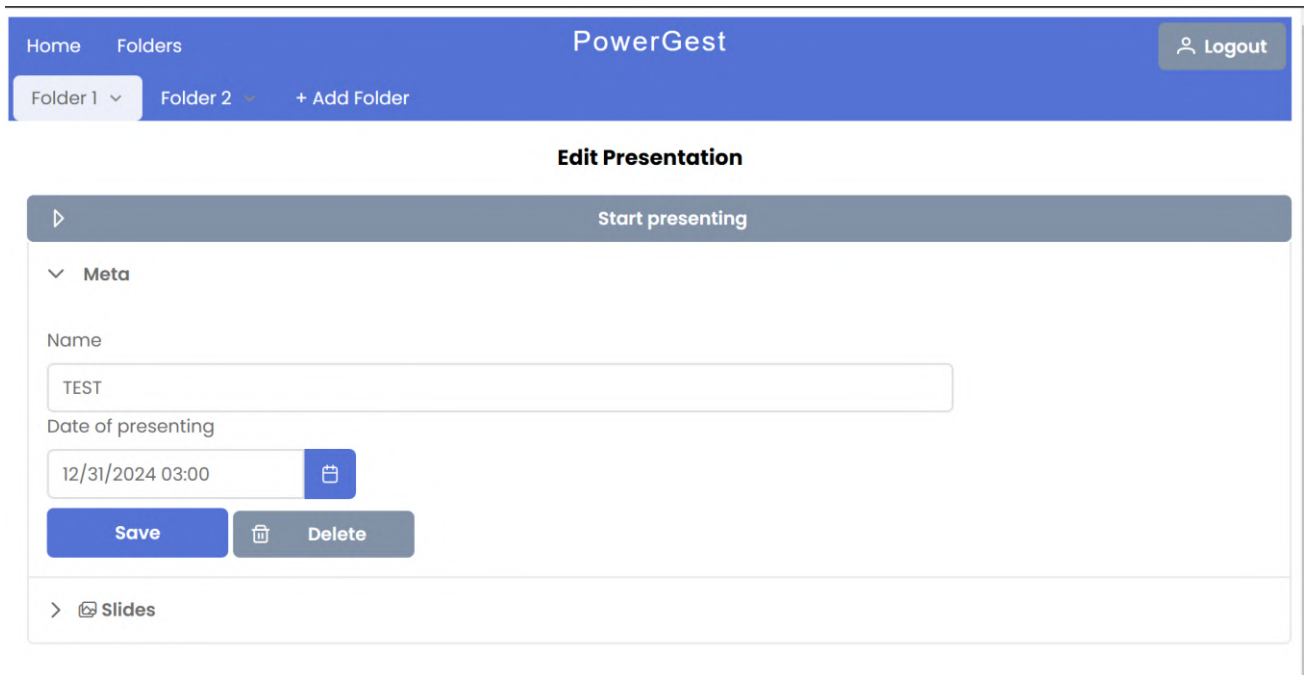 Home Folders PowerGest Logout
Folder 1 Folder 2 + Add Folder
Edit Presentation
Start presenting
Meta
Name
TEST
Date of presenting
12/31/2024 03:00
Save Delete
Slides